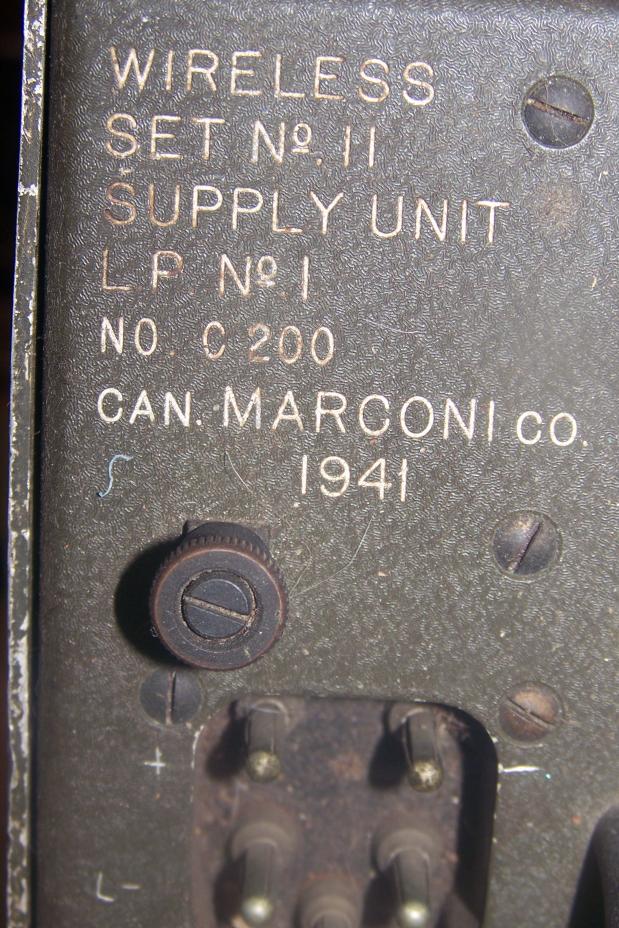 WIRELESS
SET Nº. 11
SUPPLY UNIT
L.P. Nº 1
NO. C 200
CAN. MARCONI CO.
1941
+ -
L -